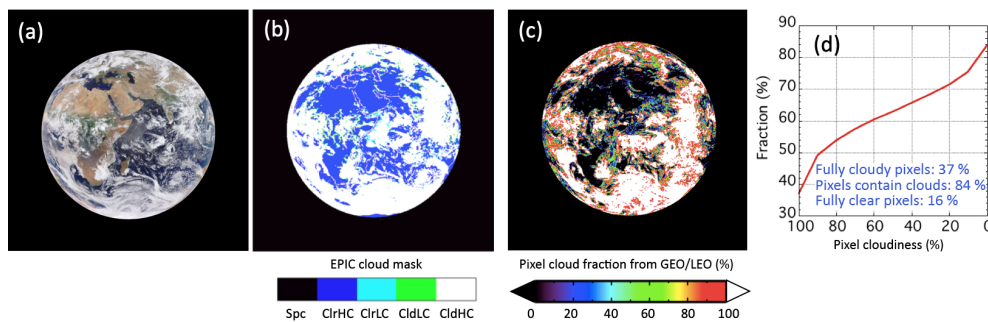 (a)
(b)
(c)
(d)
Fraction (%)
90
80
70
60
50
40
30
Fully cloudy pixels: 37 %
Pixels contain clouds: 84 %
Fully clear pixels: 16 %
100 80 60 40 20 0
Pixel cloudiness (%)
EPIC cloud mask
Spc ClrHC ClrLC CldLC CldHC
Pixel cloud fraction from GEO/LEO (%)
0 20 40 60 80 100